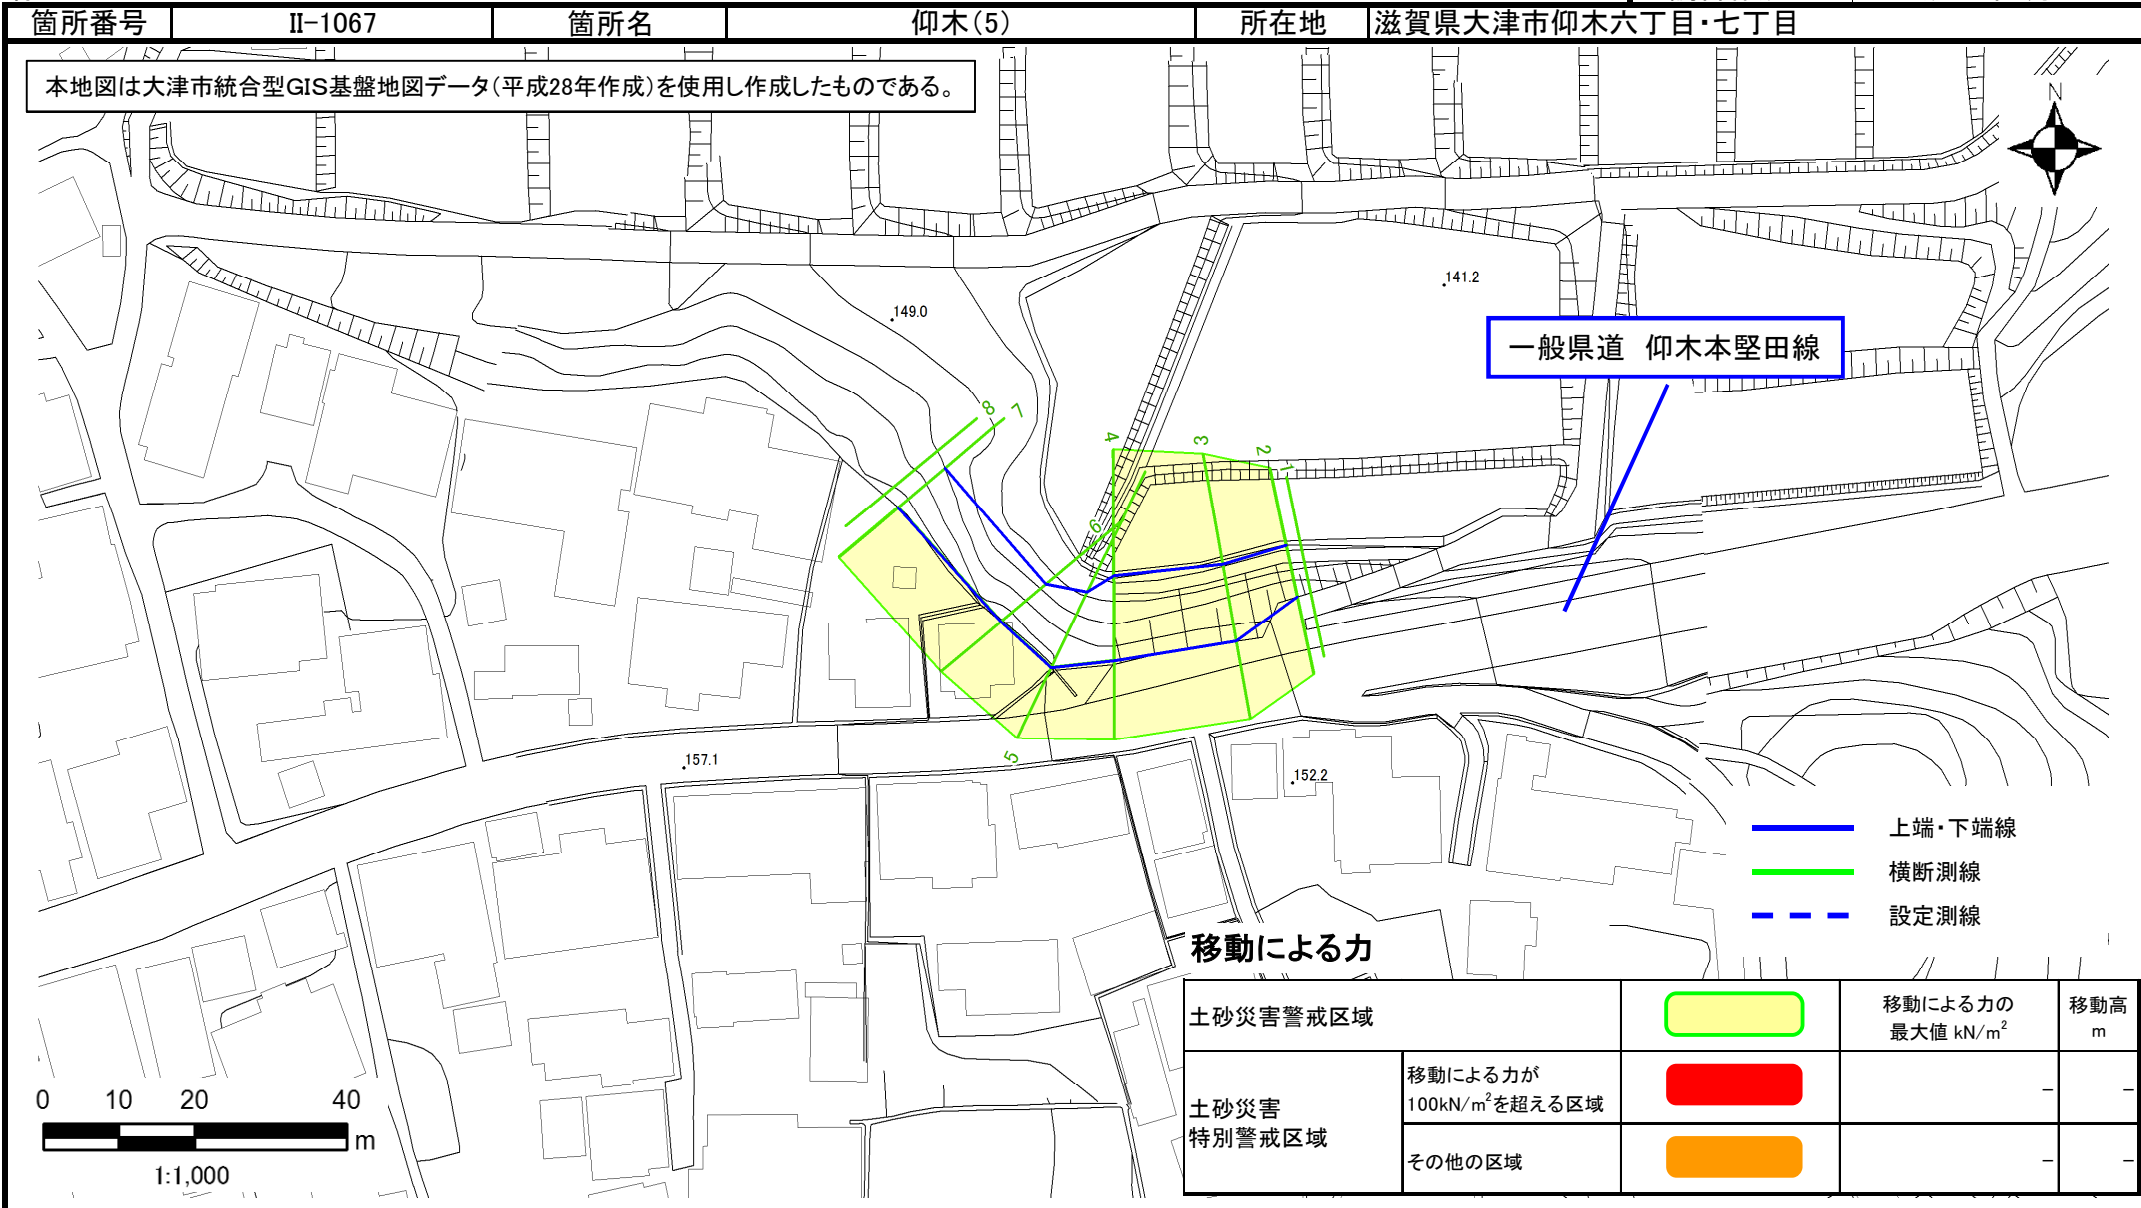 箇所番号 II-1067 箇所名 仰木(5) 所在地 滋賀県大津市仰木六丁目・七丁目
本地図は大津市統合型GIS基盤地図データ(平成28年作成)を使用し作成したものである。
N
141.2
149.0
一般県道 仰木本堅田線
8 7
4 3 2 1
6
5
157.1
152.2
上端・下端線
横断測線
設定測線
移動による力
土砂災害警戒区域
移動による力の
最大値 kN/m²
移動高
m
土砂災害
特別警戒区域
移動による力が
100kN/m²を超える区域
- -
その他の区域
- -
0 10 20 40
m
1:1,000